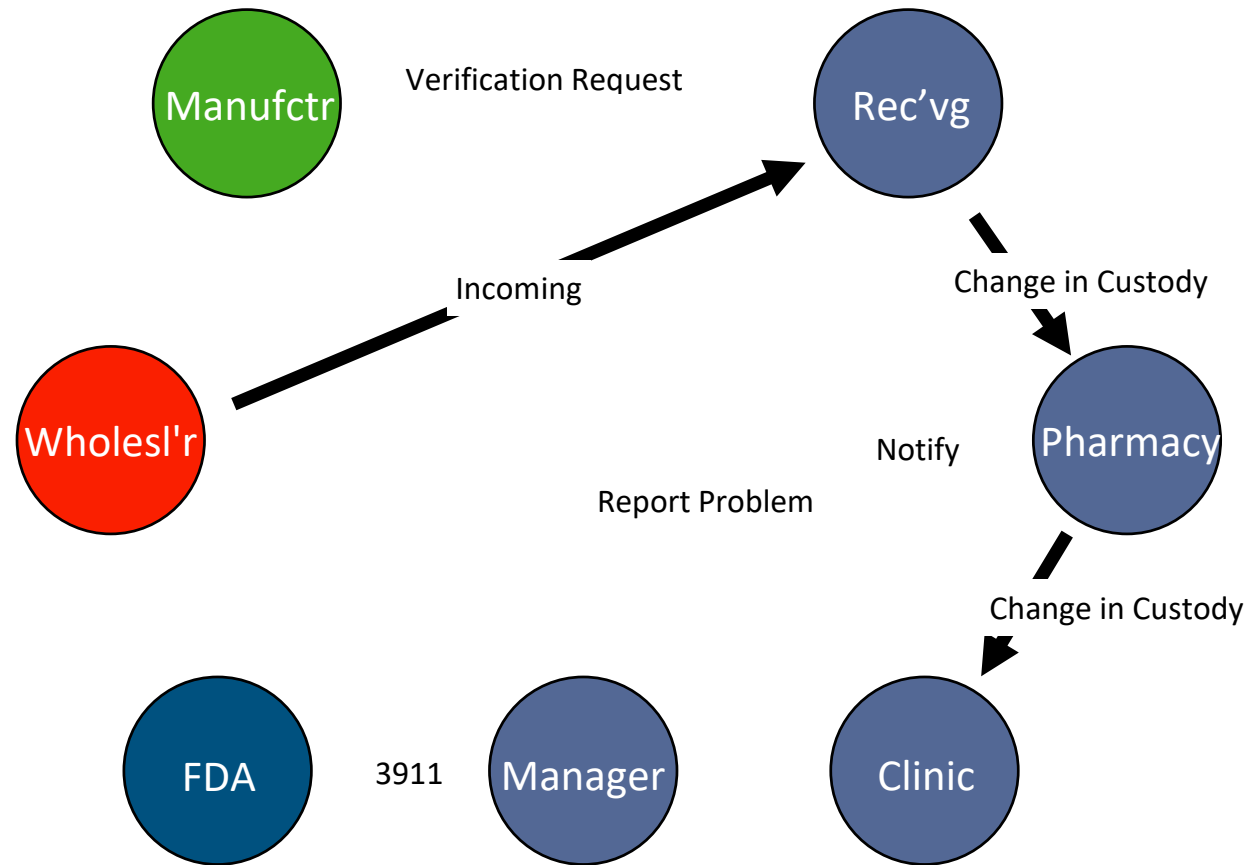 Manufctr
Verification Request
Rec’vg
Incoming
Change in Custody
Wholesl'r
Notify
Pharmacy
Report Problem
Change in Custody
FDA
3911
Manager
Clinic